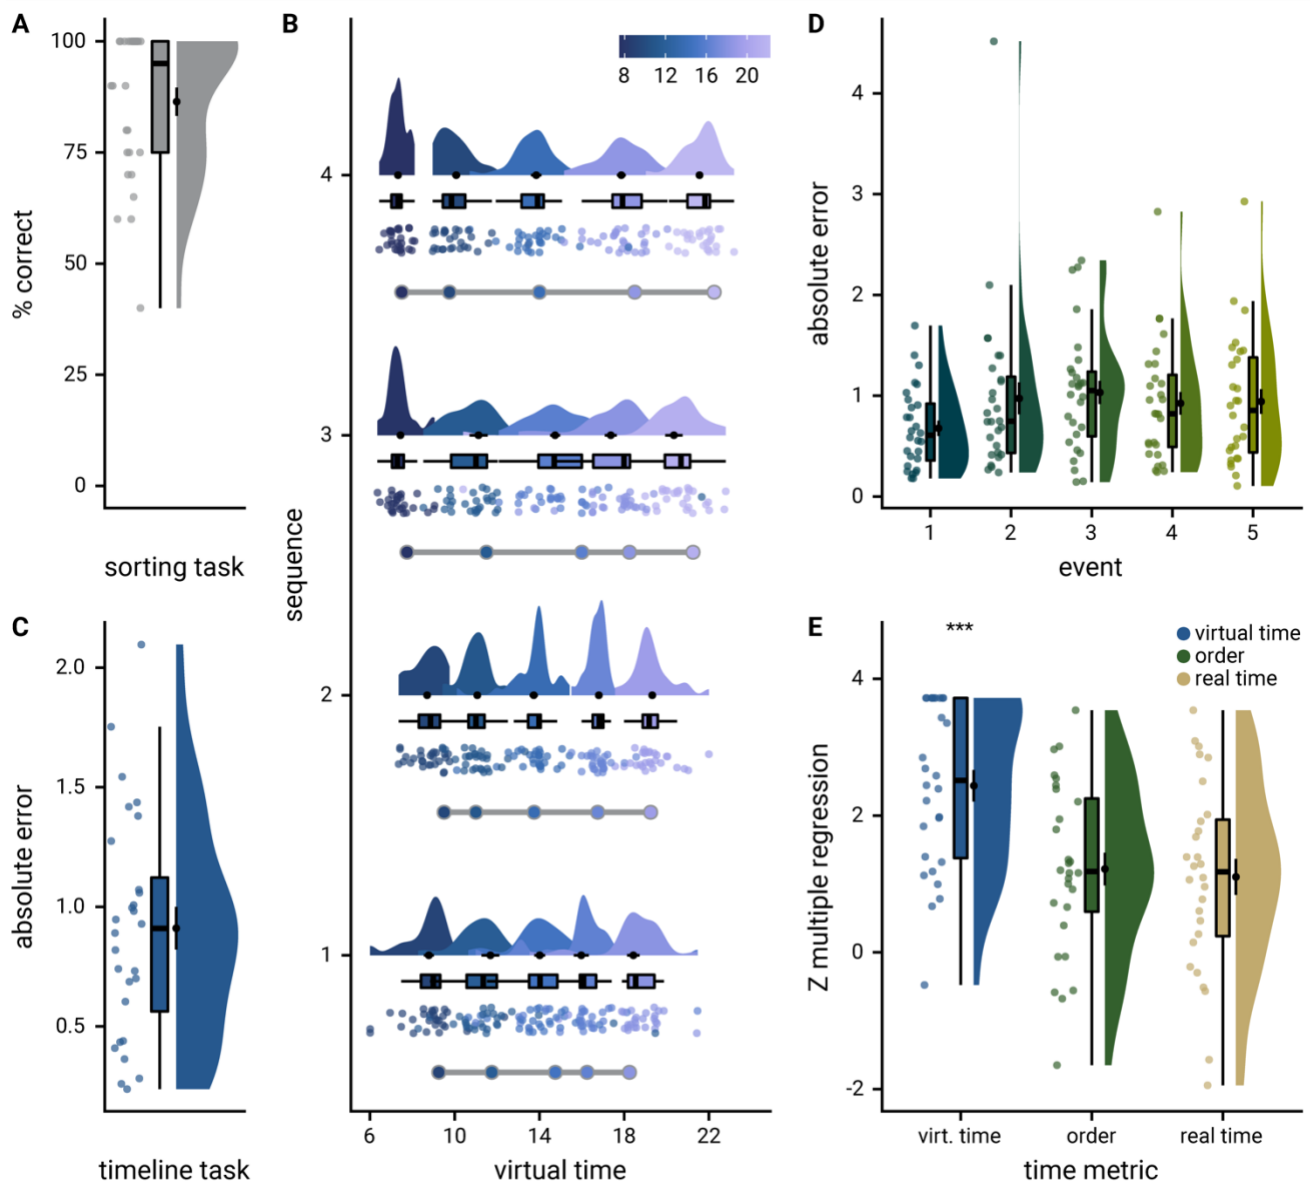 A
% correct
100
75
50
25
0
sorting task
B
8 12 16 20
sequence
4
3
2
1
6 10 14 18 22
virtual time
C
absolute error
2.0
1.5
1.0
0.5
timeline task
D
absolute error
4
3
2
1
0
1 2 3 4 5
event
E
***
virtual time
order
real time
Z multiple regression
4
2
0
-2
virt. time order real time
time metric